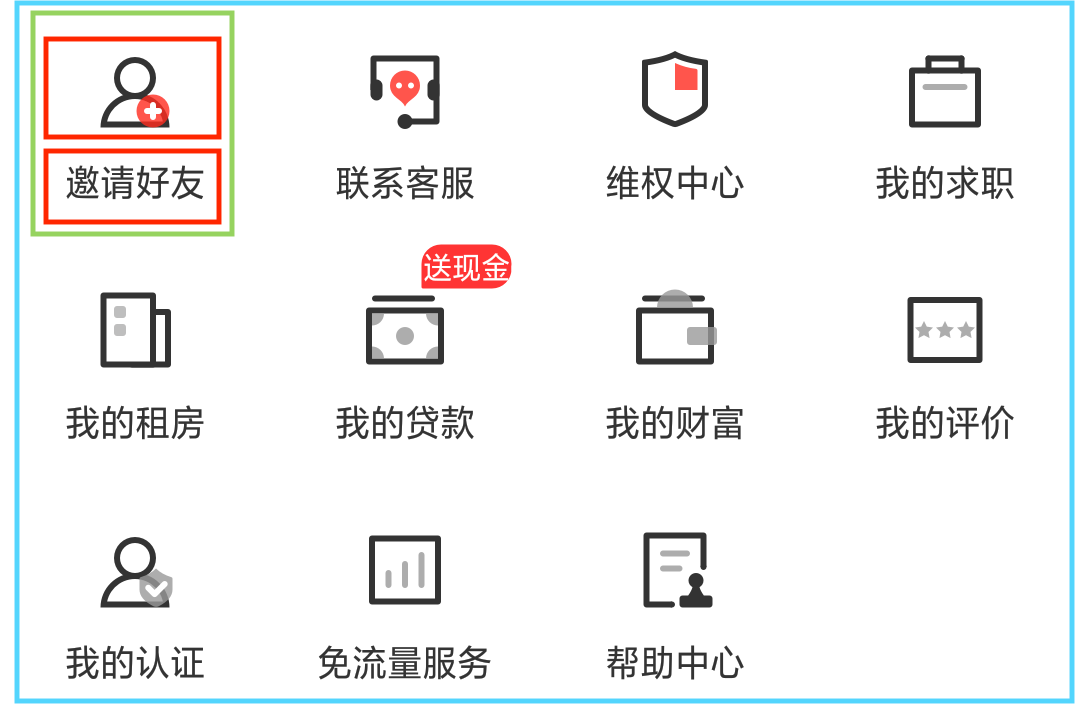 邀请好友
联系客服
维权中心
我的求职
送现金
我的租房
我的贷款
我的财富
我的评价
我的认证
免流量服务
帮助中心